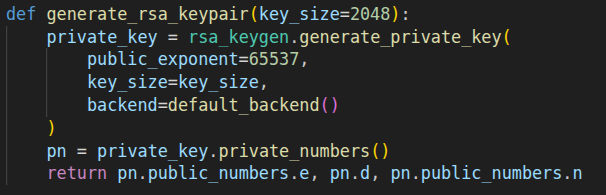 def generate_rsa_keypair(key_size=2048):
    private_key = rsa_keygen.generate_private_key(
        public_exponent=65537,
        key_size=key_size,
        backend=default_backend()
    )
    pn = private_key.private_numbers()
    return pn.public_numbers.e, pn.d, pn.public_numbers.n